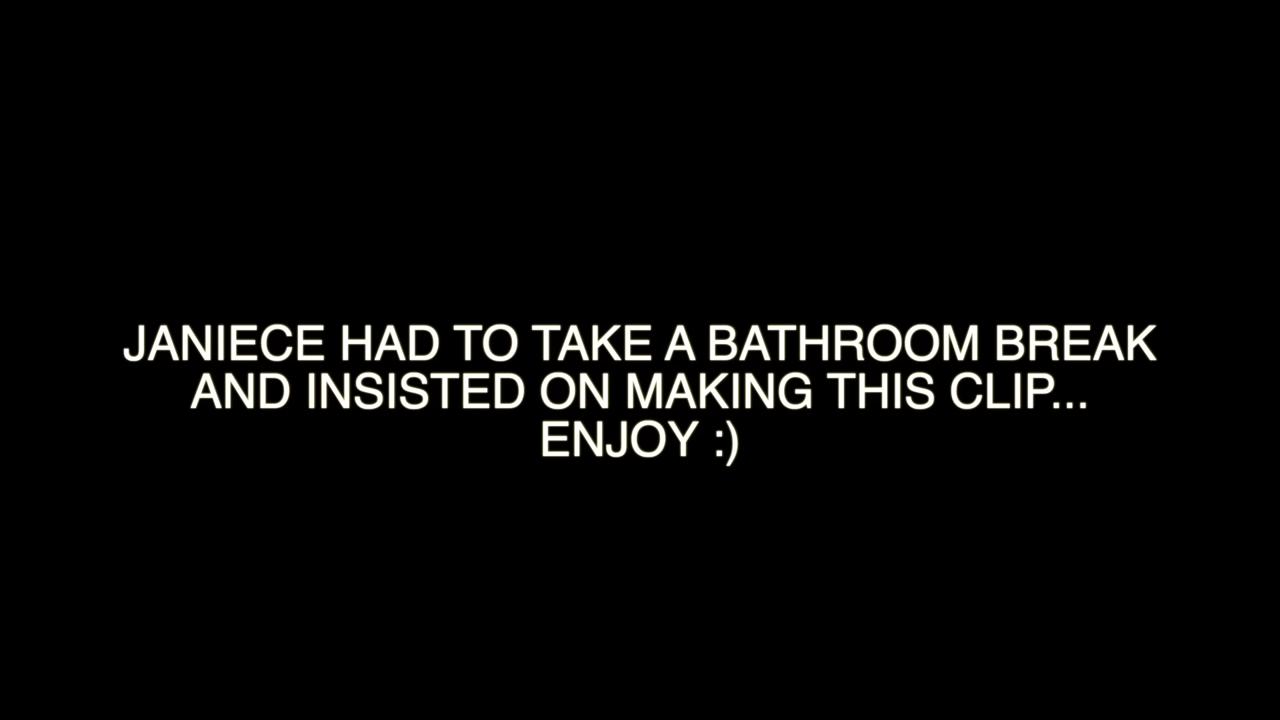 JANIECE HAD TO TAKE A BATHROOM BREAK
AND INSISTED ON MAKING THIS CLIP...
ENJOY :)